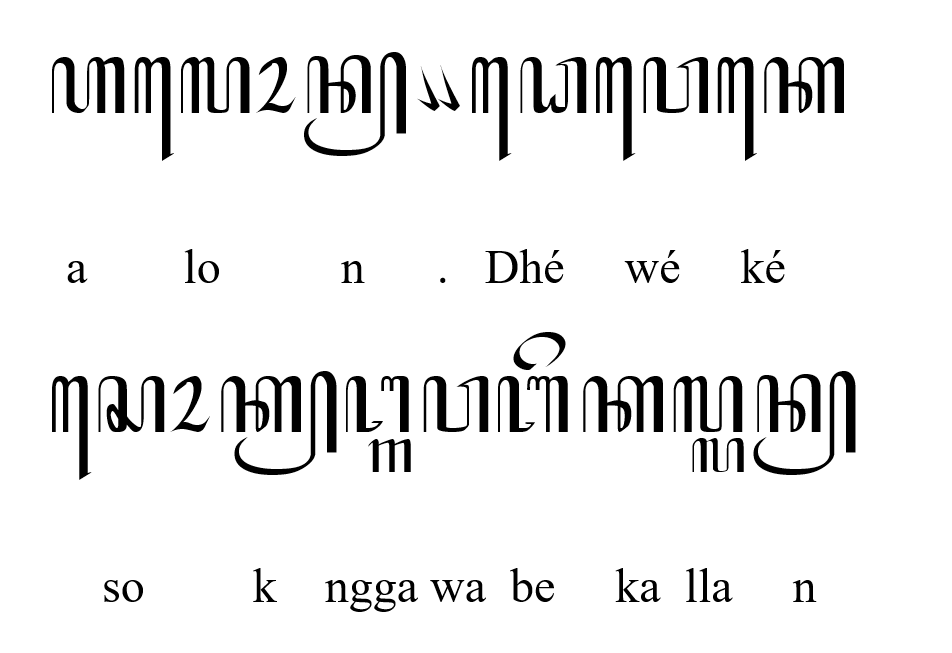 ꦲꦭꦺꦴꦤ꧀꧉ꦝꦺꦮꦺꦏꦺ
a lo n . Dhé wé ké
ꦱꦺꦴꦏ꧀‌ꦔ꧀ꦒꦮꦧꦼꦏꦭ꧀ꦭꦤ꧀
so k ngga wa be ka lla n